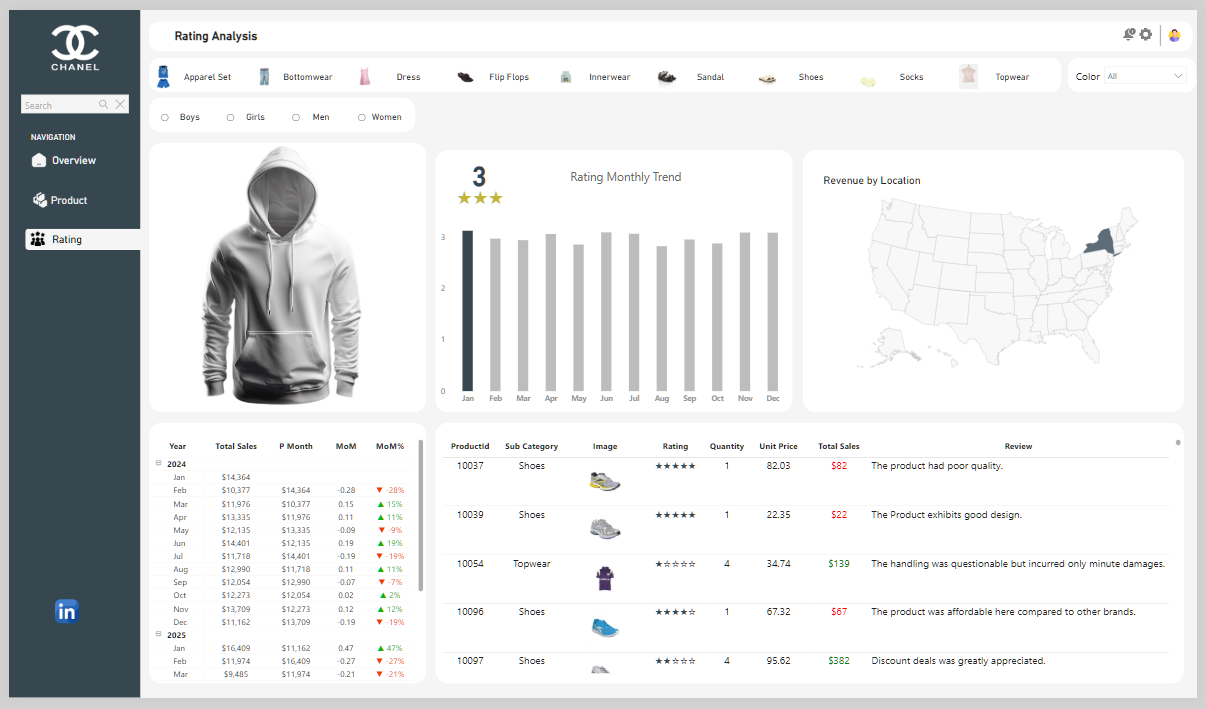 CHANEL
Search
NAVIGATION
Overview
Product
Rating
in
Rating Analysis
Apparel Set Bottomwear Dress Flip Flops Innerwear Sandal Shoes Socks Topwear
Color All
Boys Girls Men Women
3
★★★
Rating Monthly Trend
3
2
1
0
Jan Feb Mar Apr May Jun Jul Aug Sep Oct Nov Dec
Revenue by Location
Year Total Sales P Month MoM MoM%
2024
Jan $14,364
Feb $10,377 $14,364 -0.28 ▼ -28%
Mar $11,976 $10,377 0.15 ▲ 15%
Apr $13,335 $11,976 0.11 ▲ 11%
May $12,135 $13,335 -0.09 ▼ -9%
Jun $14,401 $12,135 0.19 ▲ 19%
Jul $11,718 $14,401 -0.19 ▼ -19%
Aug $12,990 $11,718 0.11 ▲ 11%
Sep $12,054 $12,990 -0.07 ▼ -7%
Oct $12,273 $12,054 0.02 ▲ 2%
Nov $13,709 $12,273 0.12 ▲ 12%
Dec $11,162 $13,709 -0.19 ▼ -19%
2025
Jan $16,409 $11,162 0.47 ▲ 47%
Feb $11,974 $16,409 -0.27 ▼ -27%
Mar $9,485 $11,974 -0.21 ▼ -21%
ProductId Sub Category Image Rating Quantity Unit Price Total Sales Review
10037 Shoes ★★★★★ 1 82.03 $82 The product had poor quality.
10039 Shoes ★★★★★ 1 22.35 $22 The Product exhibits good design.
10054 Topwear ★☆☆☆☆ 4 34.74 $139 The handling was questionable but incurred only minute damages.
10096 Shoes ★★★★☆ 1 67.32 $67 The product was affordable here compared to other brands.
10097 Shoes ★★☆☆☆ 4 95.62 $382 Discount deals was greatly appreciated.